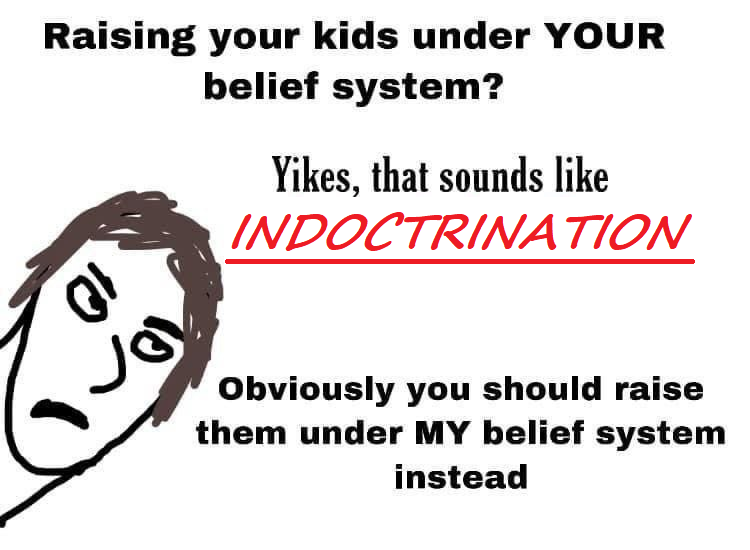 Raising your kids under YOUR
belief system?
Yikes, that sounds like
INDOCTRINATION
Obviously you should raise
them under MY belief system
instead